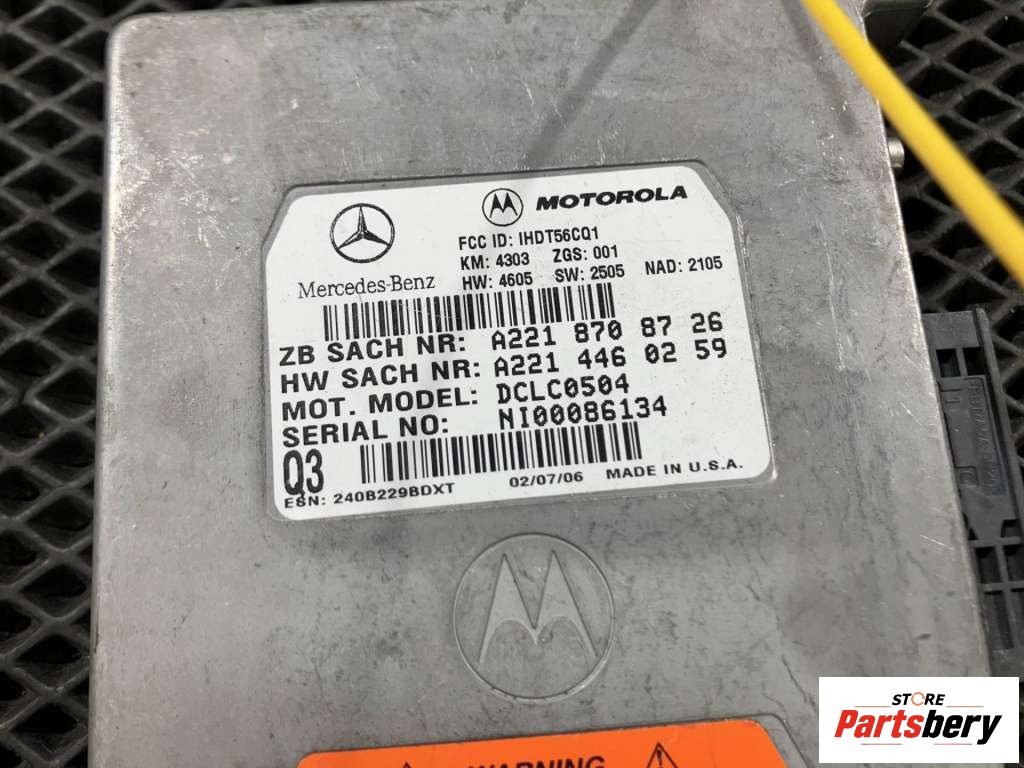 MOTOROLA
FCC ID: IHDT56CQ1
KM: 4303 ZGS: 001
HW: 4605 SW: 2505 NAD: 2105
Mercedes-Benz
ZB SACH NR: A221 870 87 26
HW SACH NR: A221 446 02 59
MOT. MODEL: DCLC0504
SERIAL NO: NI00086134
Q3
ESN: 240B229BDXT 02/07/06 MADE IN U.S.A.
WARNING
STORE
Partsbery